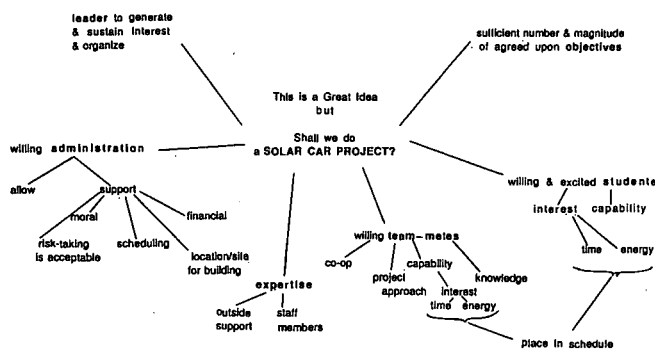 leader to generate
& sustain interest
& organize
sufficient number & magnitude
of agreed upon objectives
This is a Great Idea
but
Shall we do
a SOLAR CAR PROJECT?
willing administration
allow
support
moral
financial
risk-taking
is acceptable
scheduling
location/site
for building
expertise
outside
support
staff
members
willing team-mates
co-op
project
approach
capability
knowledge
interest
time energy
willing & excited students
interest capability
time energy
place in schedule